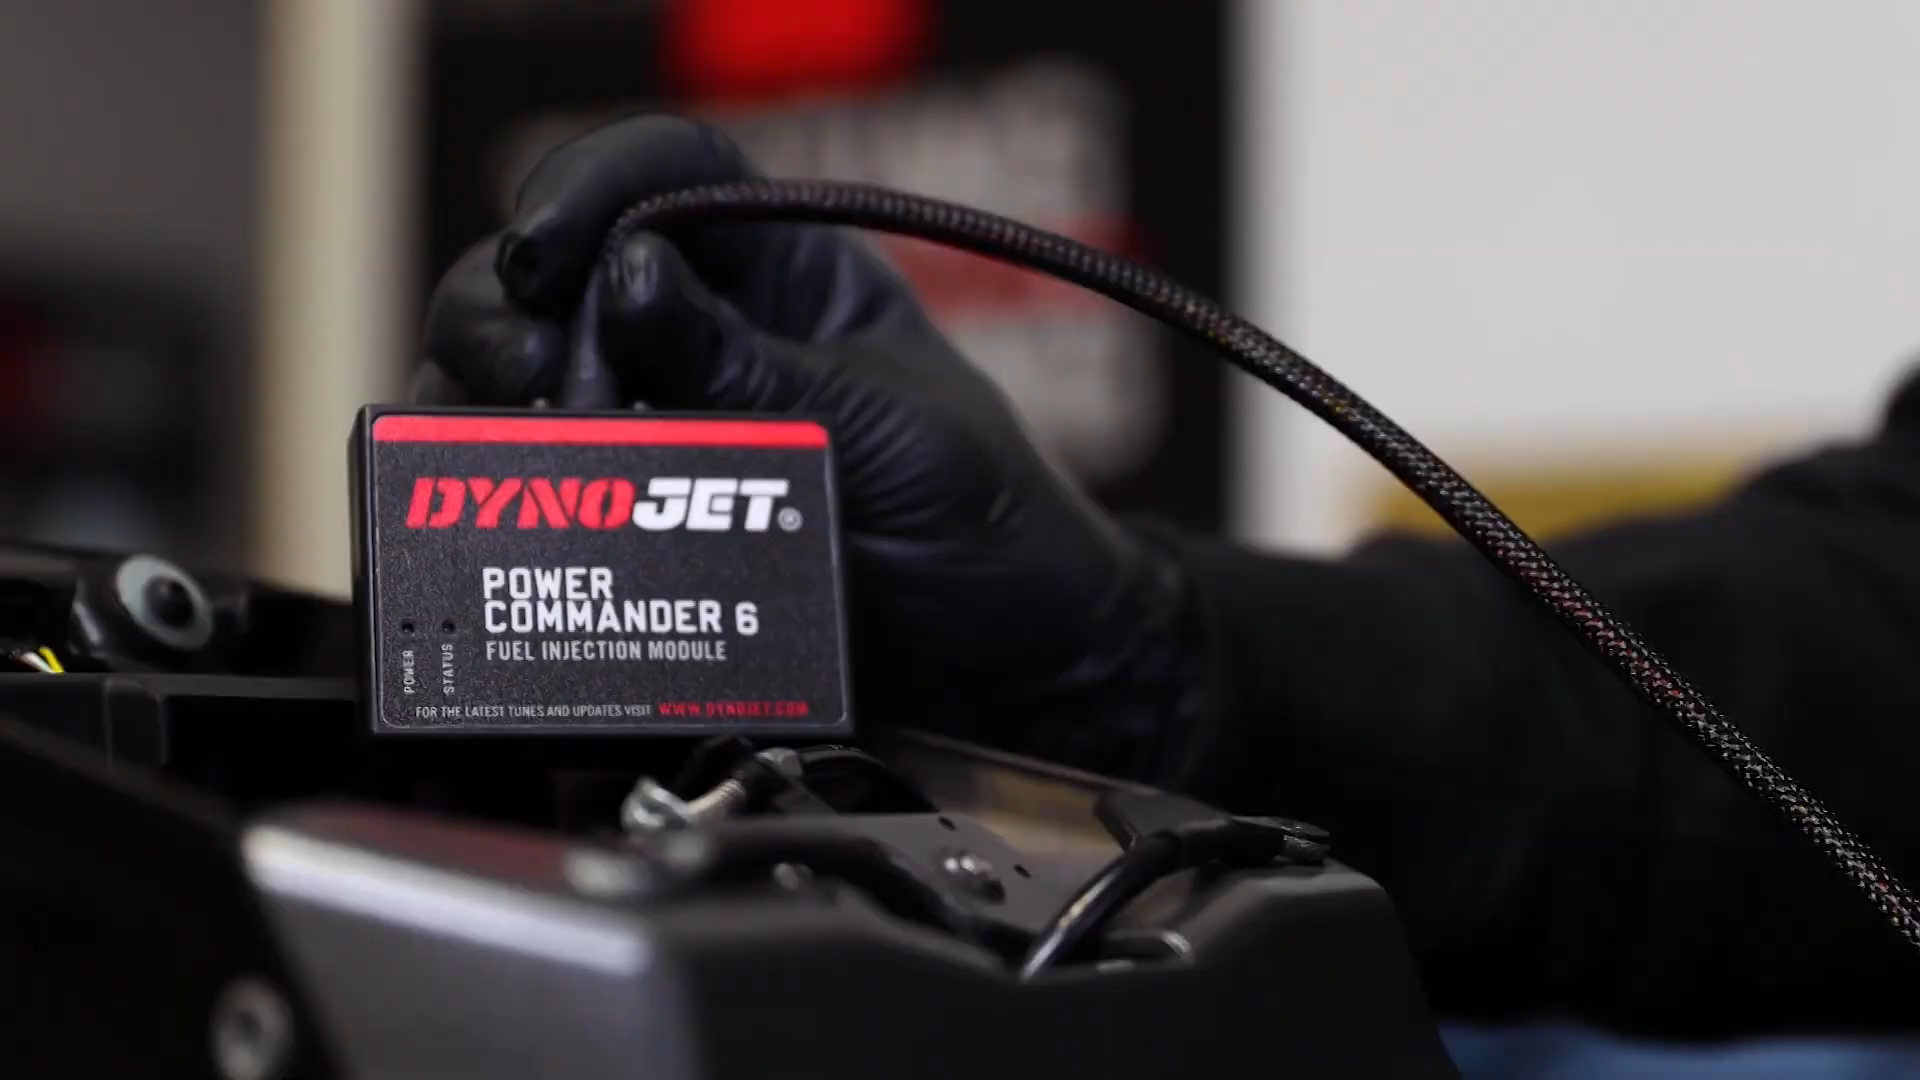 DYNOJET®
POWER
COMMANDER 6
FUEL INJECTION MODULE
POWER
STATUS
FOR THE LATEST TUNES AND UPDATES VISIT WWW.DYNOJET.COM